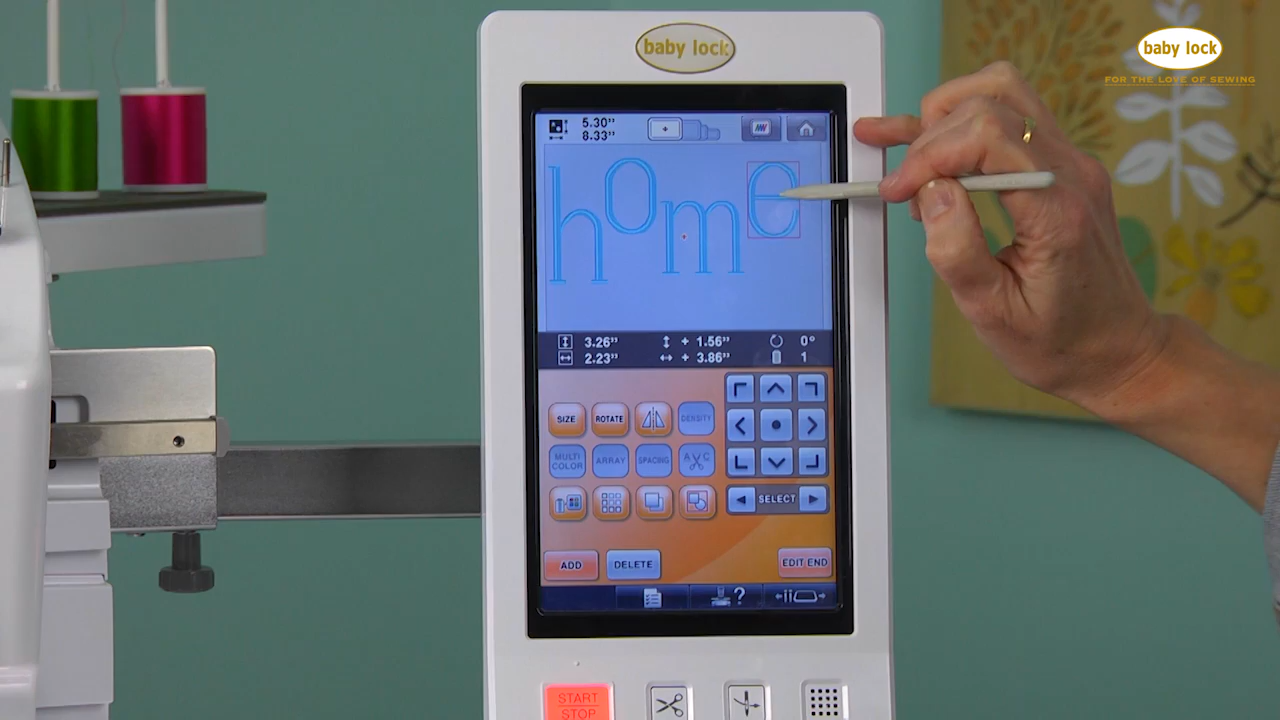 baby lock
baby lock
FOR THE LOVE OF SEWING
5.30"
8.33"
home
3.26" + 1.56" 0°
2.23" + 3.86" 1
SIZE ROTATE DENSITY
MULTI COLOR ARRAY SPACING A C
SELECT
ADD DELETE EDIT END
?
START
STOP